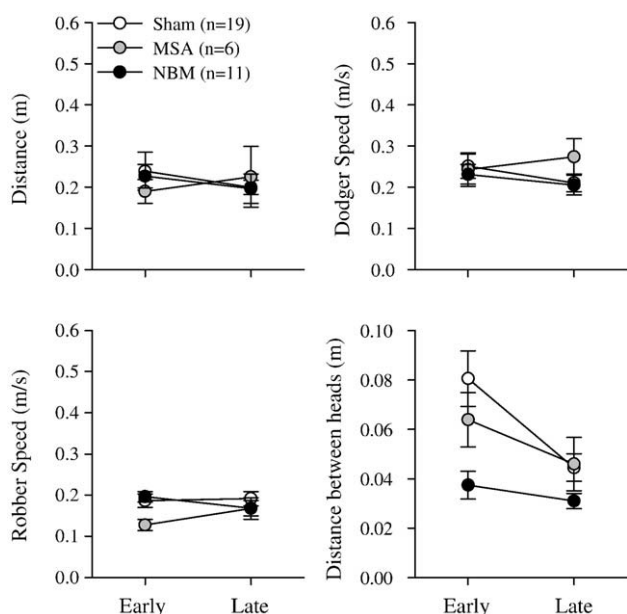 0.6
0.5
0.4
0.3
0.2
0.1
0.0
Distance (m)
Sham (n=19)
MSA (n=6)
NBM (n=11)
0.6
0.5
0.4
0.3
0.2
0.1
0.0
Dodger Speed (m/s)
0.6
0.5
0.4
0.3
0.2
0.1
0.0
Robber Speed (m/s)
Early
Late
0.10
0.08
0.06
0.04
0.02
0.00
Distance between heads (m)
Early
Late